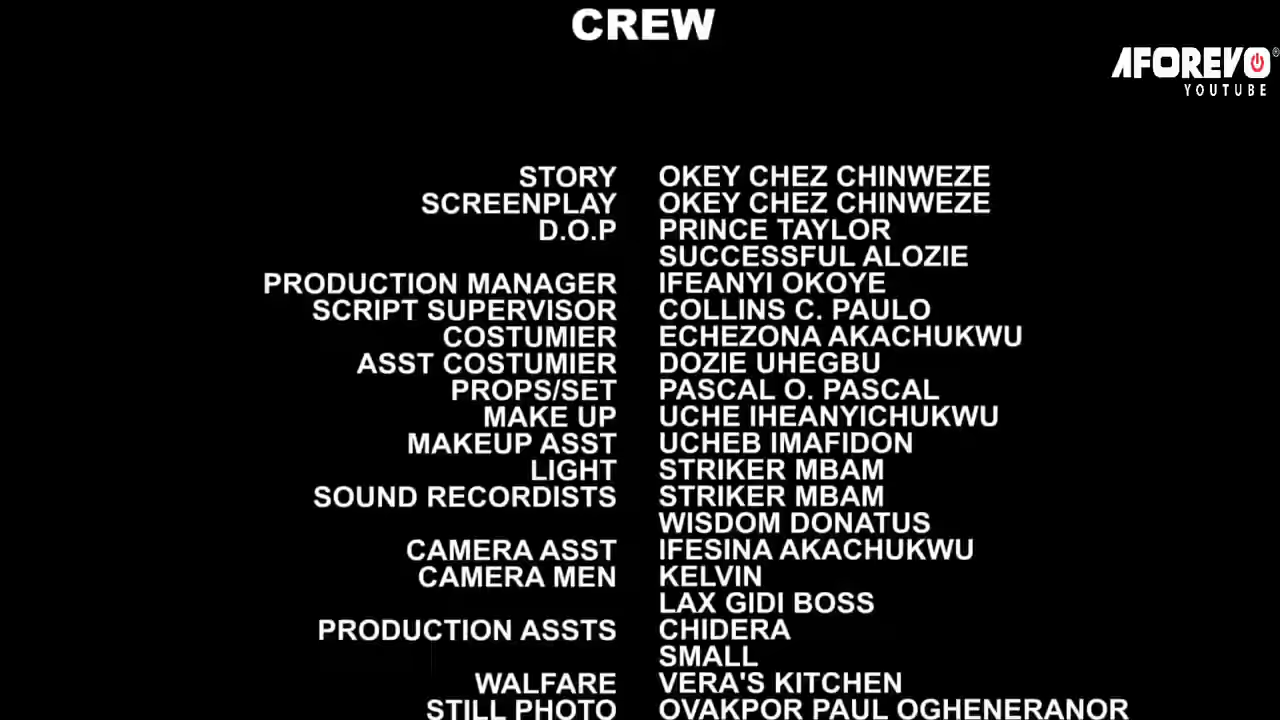 CREW
AFOREVO®
YOUTUBE
STORY OKEY CHEZ CHINWEZE
SCREENPLAY OKEY CHEZ CHINWEZE
D.O.P PRINCE TAYLOR
SUCCESSFUL ALOZIE
PRODUCTION MANAGER IFEANYI OKOYE
SCRIPT SUPERVISOR COLLINS C. PAULO
COSTUMIER ECHEZONA AKACHUKWU
ASST COSTUMIER DOZIE UHEGBU
PROPS/SET PASCAL O. PASCAL
MAKE UP UCHE IHEANYICHUKWU
MAKEUP ASST UCHEB IMAFIDON
LIGHT STRIKER MBAM
SOUND RECORDISTS STRIKER MBAM
WISDOM DONATUS
CAMERA ASST IFESINA AKACHUKWU
CAMERA MEN KELVIN
LAX GIDI BOSS
PRODUCTION ASSTS CHIDERA
SMALL
WALFARE VERA'S KITCHEN
STILL PHOTO OVAKPOR PAUL OGHENERANOR